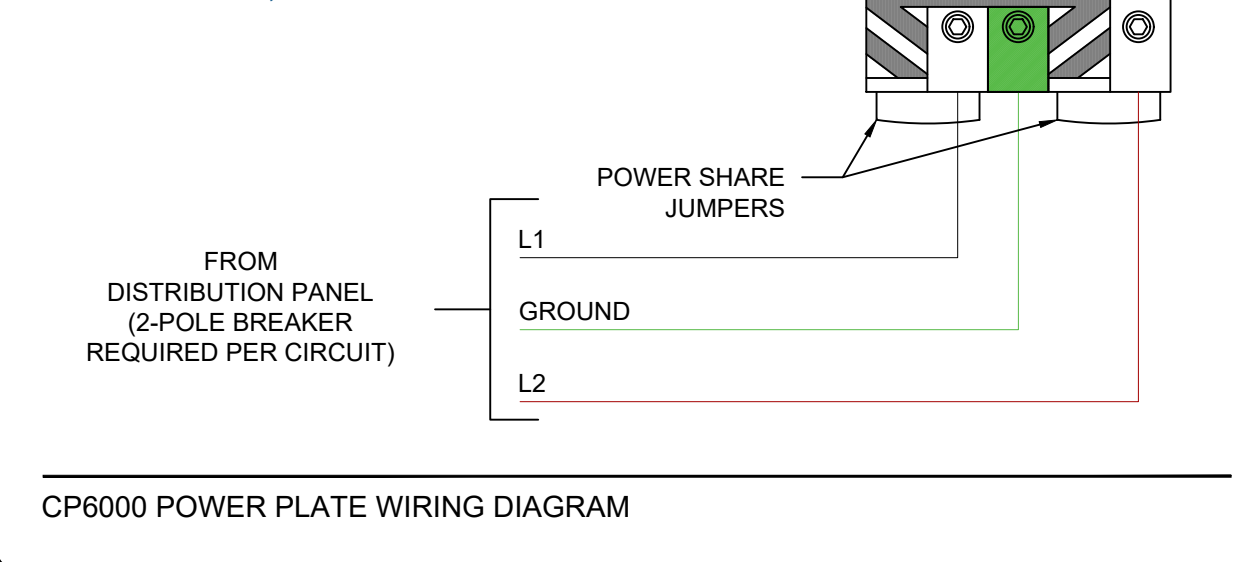 POWER SHARE
JUMPERS
L1
FROM
DISTRIBUTION PANEL
(2-POLE BREAKER
REQUIRED PER CIRCUIT)
GROUND
L2
CP6000 POWER PLATE WIRING DIAGRAM